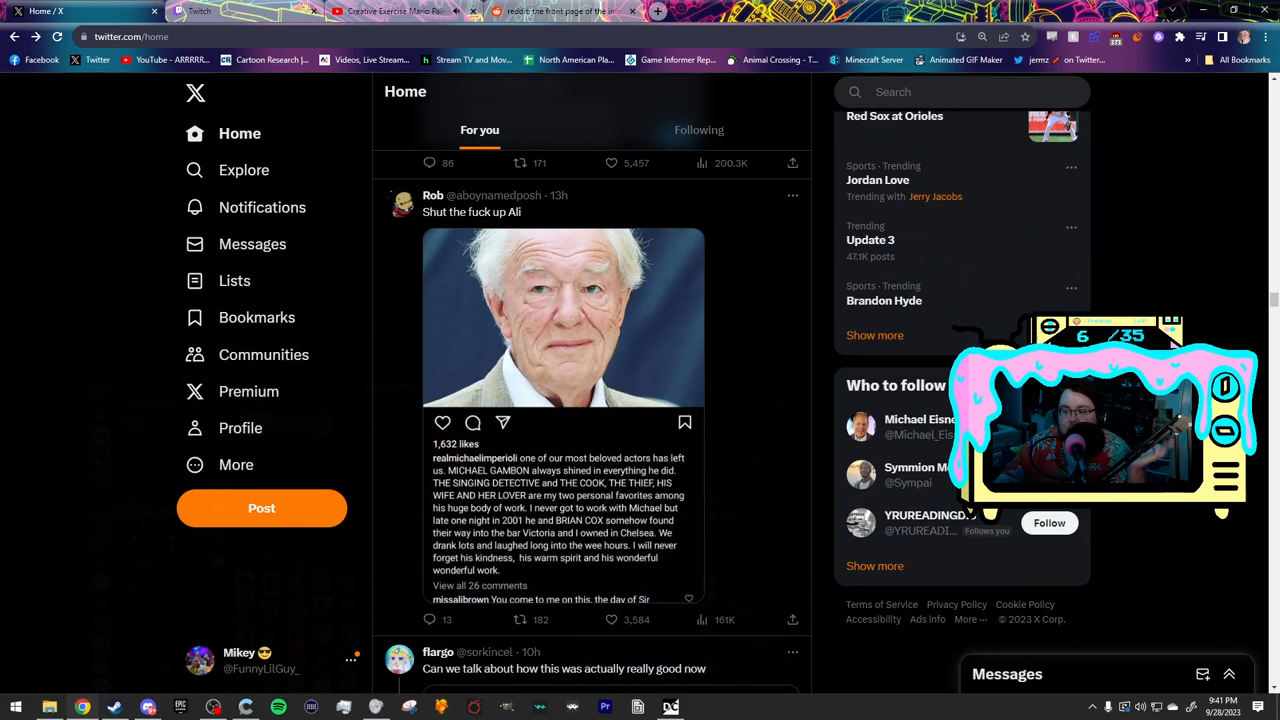 Home / X
Twitch
Creative Exercise Mario Pain
reddit: the front page of the int
twitter.com/home
373
Facebook
Twitter
YouTube - ARRRRR...
Cartoon Research |...
Videos, Live Stream...
Stream TV and Mov...
North American Pla...
Game Informer Rep...
Animal Crossing - T...
Minecraft Server
Animated GIF Maker
jermz on Twitter...
»
All Bookmarks
Home
Explore
Notifications
Messages
Lists
Bookmarks
Communities
Premium
Profile
More
Post
Mikey 😎
@FunnyLilGuy_
Home
For you
Following
86
171
5,457
200.3K
Rob @aboynamedposh · 13h
Shut the fuck up Ali
1,632 likes
realmichaelimperioli one of our most beloved actors has left
us. MICHAEL GAMBON always shined in everything he did.
THE SINGING DETECTIVE and THE COOK, THE THIEF, HIS
WIFE AND HER LOVER are my two personal favorites among
his huge body of work. I never got to work with Michael but
late one night in 2001 he and BRIAN COX somehow found
their way into the bar Victoria and I owned in Chelsea. We
drank lots and laughed long into the wee hours. I will never
forget his kindness, his warm spirit and his wonderful
wonderful work.
View all 26 comments
missalibrown You come to me on this, the day of Sir
13
182
3,584
161K
flargo @sorkincel · 10h
Can we talk about how this was actually really good now
Search
Red Sox at Orioles
Sports · Trending
Jordan Love
Trending with Jerry Jacobs
Trending
Update 3
47.1K posts
Sports · Trending
Brandon Hyde
Show more
6 /35
Who to follow
Michael Eisne
@Michael_Eis
Symmion M
@Sympai
YRUREADINGD
@YRUREADI... Follows you
Follow
Show more
Terms of Service Privacy Policy Cookie Policy
Accessibility Ads info More ··· © 2023 X Corp.
Messages
9:41 PM
9/28/2023